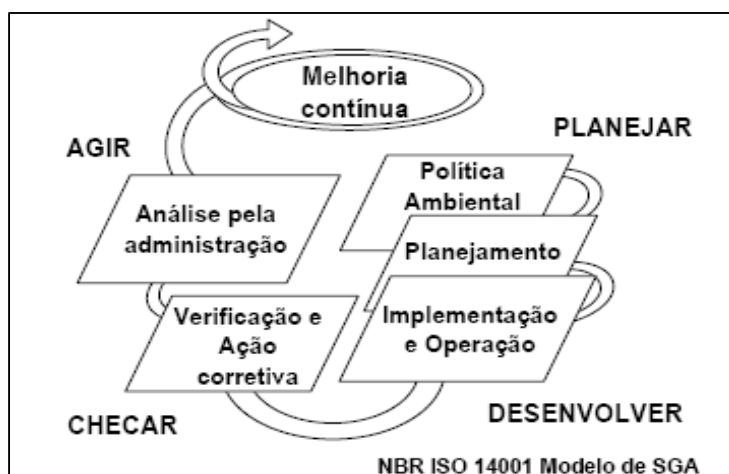 Melhoria
contínua
PLANEJAR
AGIR
Política
Ambiental
Análise pela
administração
Planejamento
Verificação e
Ação
corretiva
Implementação
e Operação
CHECAR
DESENVOLVER
NBR ISO 14001 Modelo de SGA